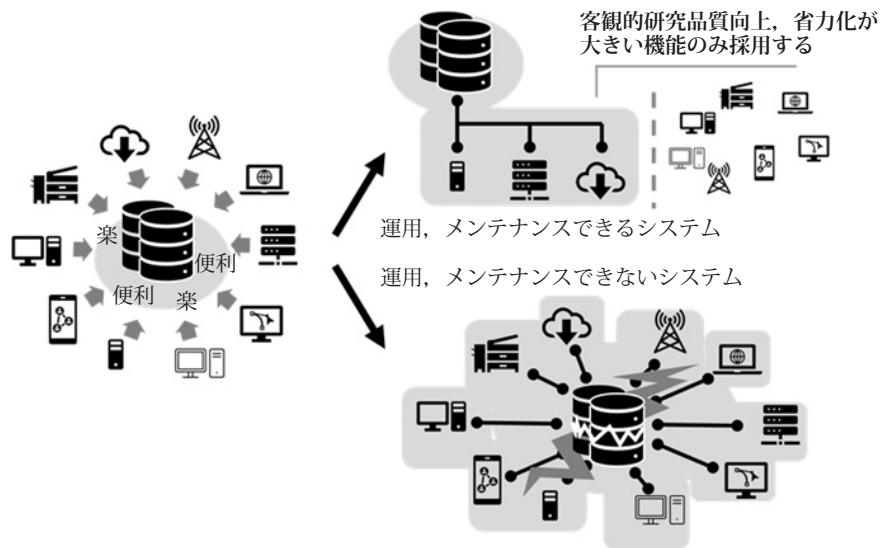 客観的研究品質向上，省力化が
大きい機能のみ採用する
楽
便利
便利
楽
運用，メンテナンスできるシステム
運用，メンテナンスできないシステム